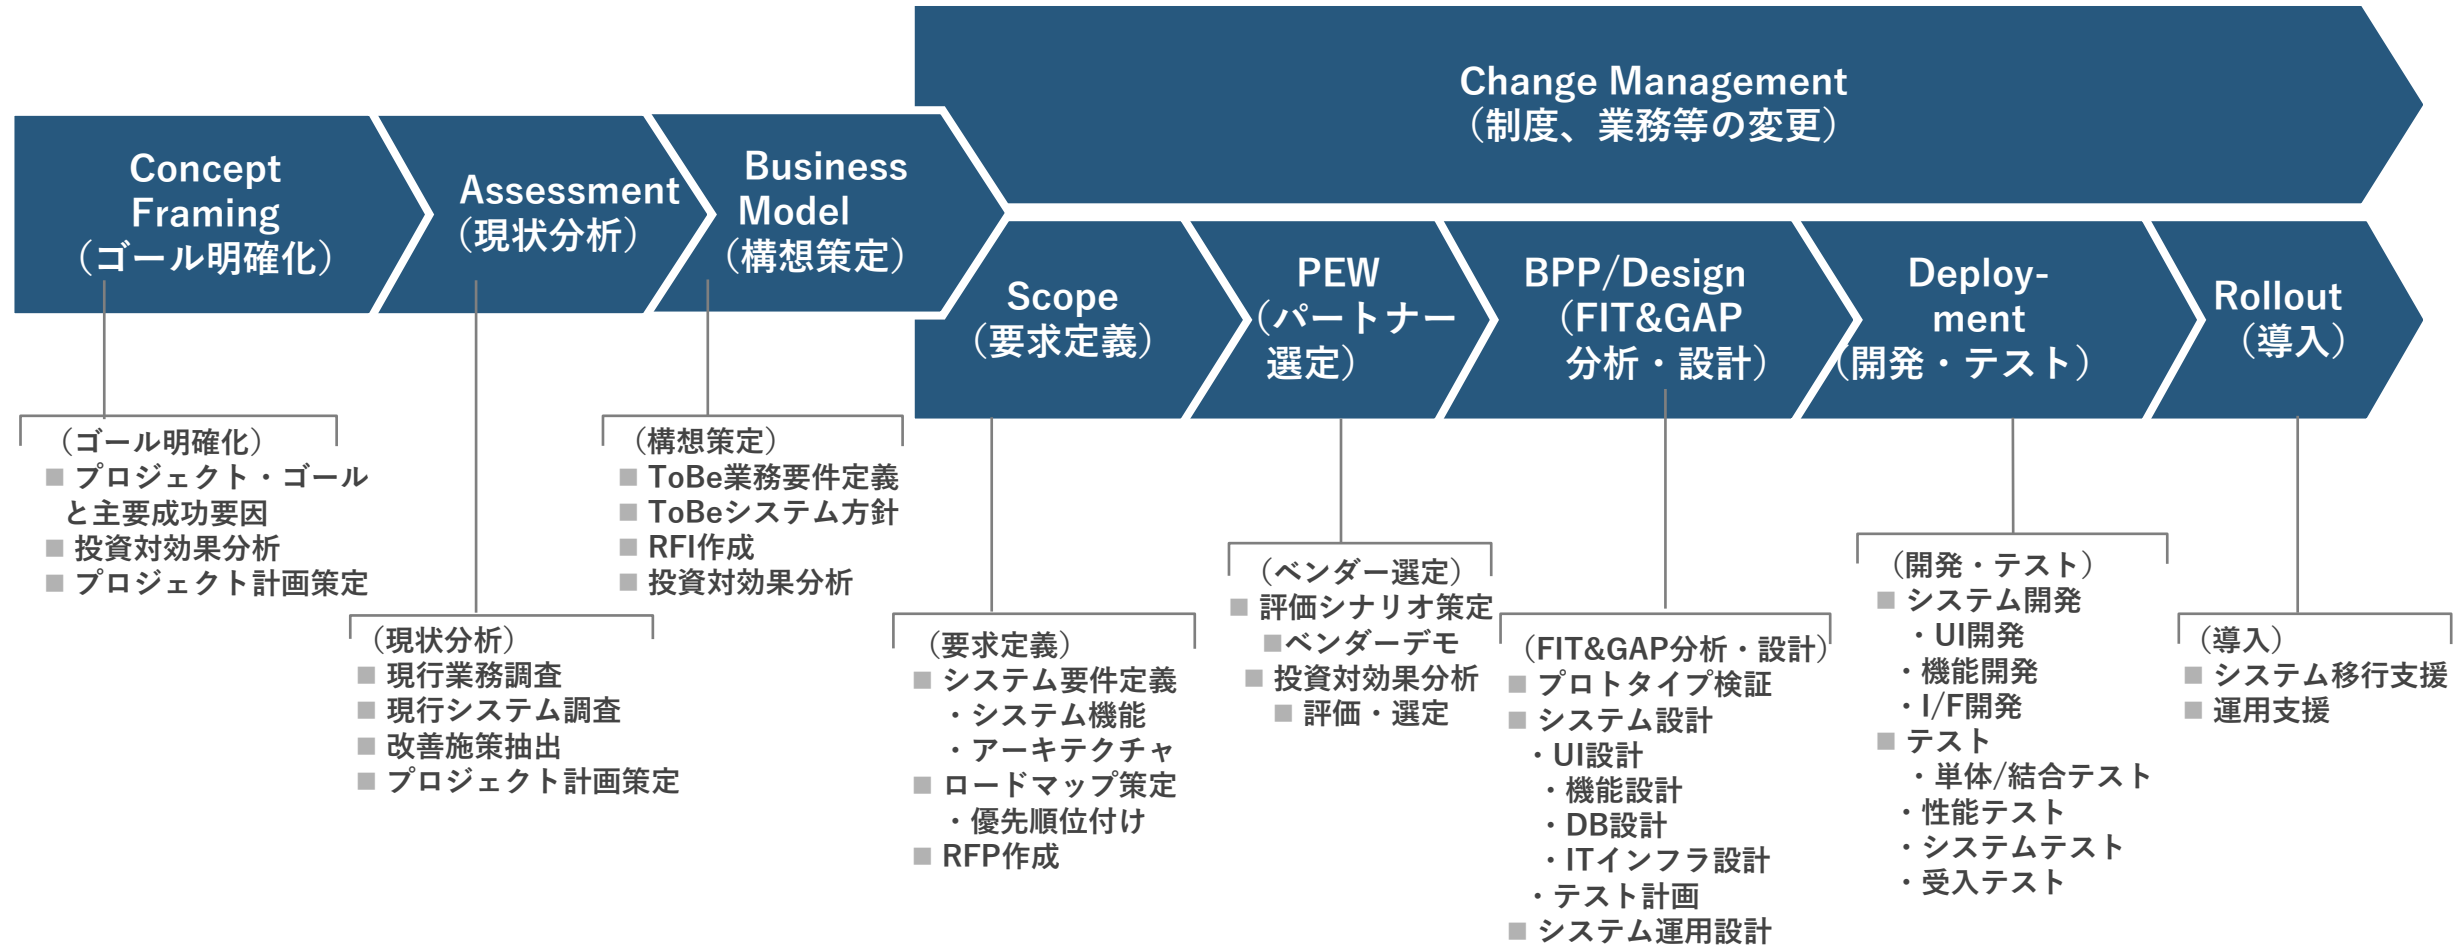 Change Management
（制度、業務等の変更）
Concept
Framing
（ゴール明確化）
Assessment
（現状分析）
Business
Model
（構想策定）
Scope
（要求定義）
PEW
（パートナー
選定）
BPP/Design
（FIT&GAP
分析・設計）
Deploy-
ment
（開発・テスト）
Rollout
（導入）
（ゴール明確化）
■ プロジェクト・ゴール
と主要成功要因
■ 投資対効果分析
■ プロジェクト計画策定
（現状分析）
■ 現行業務調査
■ 現行システム調査
■ 改善施策抽出
■ プロジェクト計画策定
（構想策定）
■ ToBe業務要件定義
■ ToBeシステム方針
■ RFI作成
■ 投資対効果分析
（要求定義）
■ システム要件定義
・システム機能
・アーキテクチャ
■ ロードマップ策定
・優先順位付け
■ RFP作成
（ベンダー選定）
■ 評価シナリオ策定
■ベンダーデモ
■ 投資対効果分析
■ 評価・選定
（FIT&GAP分析・設計）
■ プロトタイプ検証
■ システム設計
・UI設計
・機能設計
・DB設計
・ITインフラ設計
・テスト計画
■ システム運用設計
（開発・テスト）
■ システム開発
・UI開発
・機能開発
・I/F開発
■ テスト
・単体/結合テスト
・性能テスト
・システムテスト
・受入テスト
（導入）
■ システム移行支援
■ 運用支援